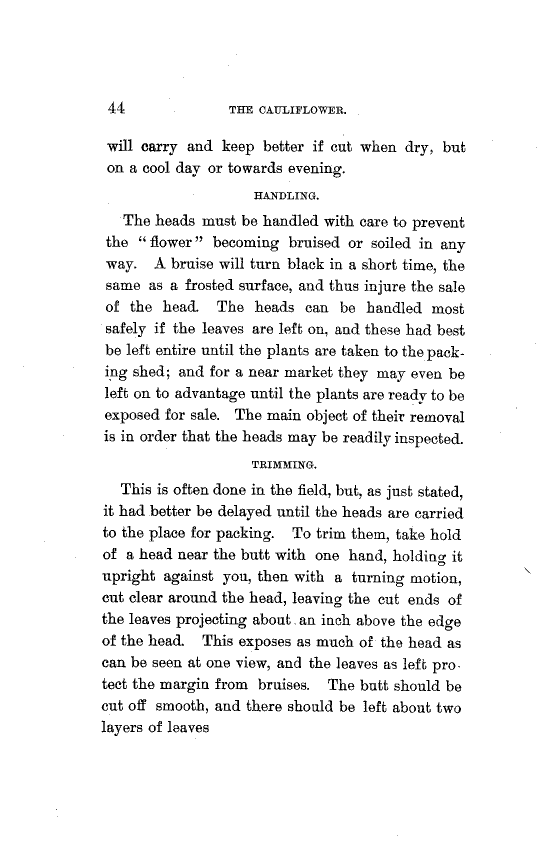 44 THE CAULIFLOWER.
will carry and keep better if cut when dry, but
on a cool day or towards evening.
HANDLING.
The heads must be handled with care to prevent
the "flower" becoming bruised or soiled in any
way. A bruise will turn black in a short time, the
same as a frosted surface, and thus injure the sale
of the head. The heads can be handled most
safely if the leaves are left on, and these had best
be left entire until the plants are taken to the pack-
ing shed; and for a near market they may even be
left on to advantage until the plants are ready to be
exposed for sale. The main object of their removal
is in order that the heads may be readily inspected.
TRIMMING.
This is often done in the field, but, as just stated,
it had better be delayed until the heads are carried
to the place for packing. To trim them, take hold
of a head near the butt with one hand, holding it
upright against you, then with a turning motion,
cut clear around the head, leaving the cut ends of
the leaves projecting about an inch above the edge
of the head. This exposes as much of the head as
can be seen at one view, and the leaves as left pro-
tect the margin from bruises. The butt should be
cut off smooth, and there should be left about two
layers of leaves